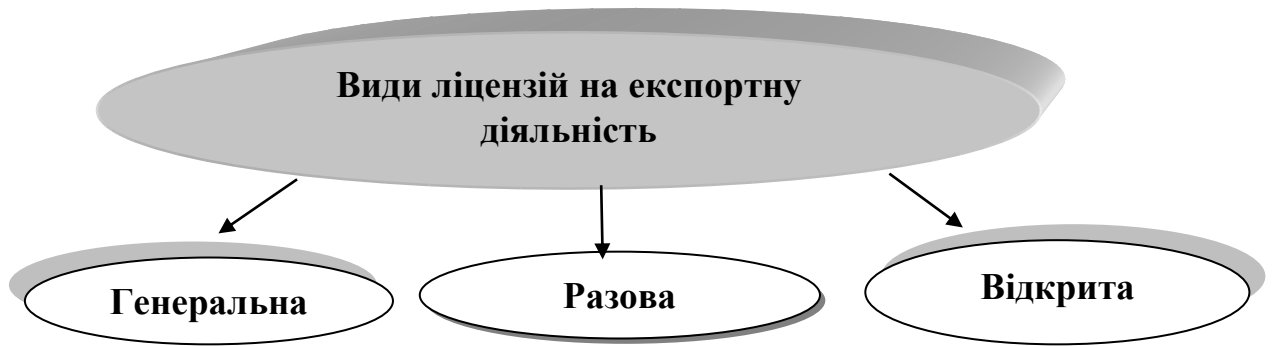 Види ліцензій на експортну
діяльність
Генеральна
Разова
Відкрита